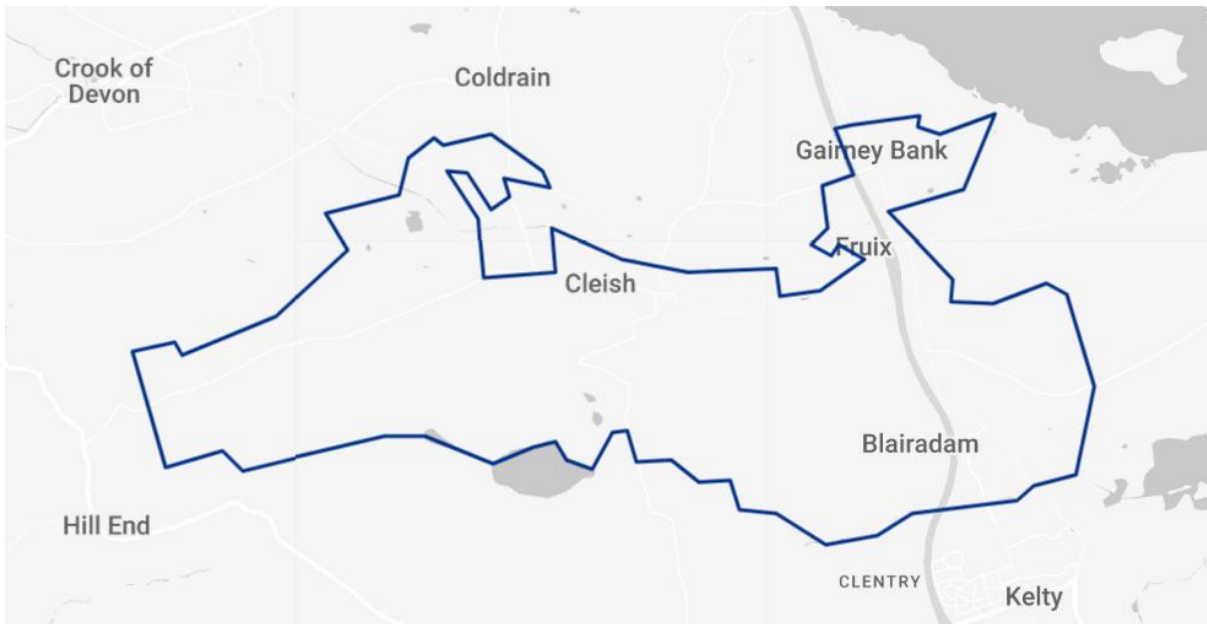 Crook of
Devon
Coldrain
Gairney Bank
Fruix
Cleish
Blairadam
Hill End
CLENTRY
Kelty